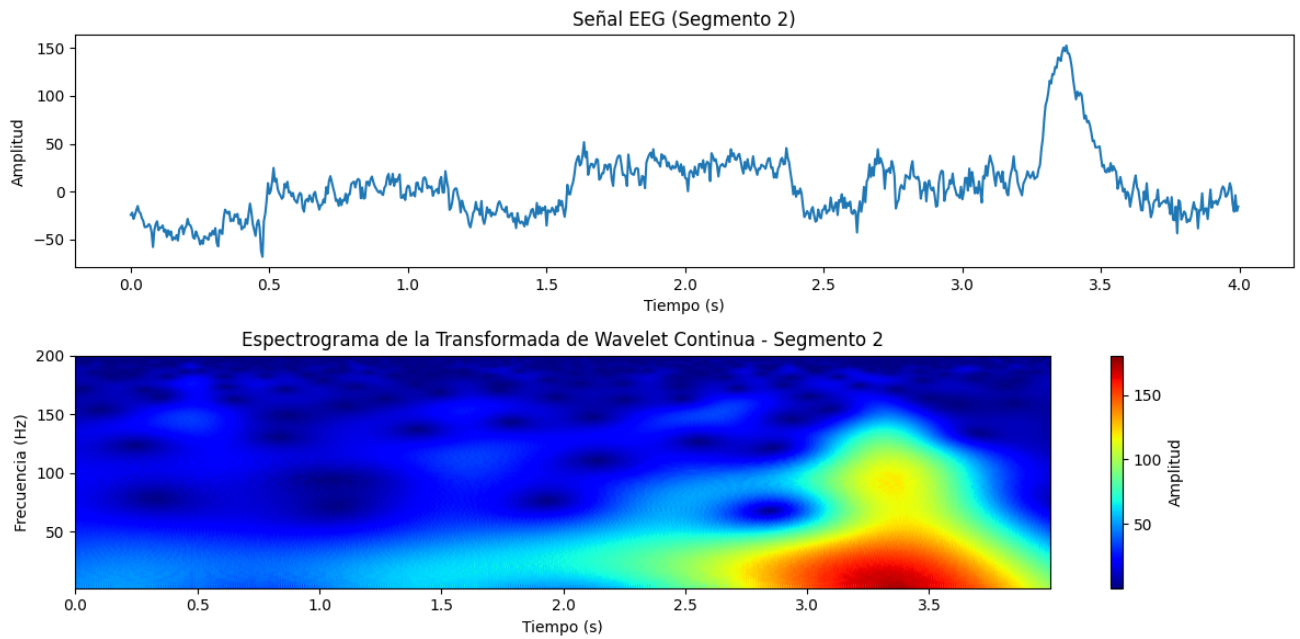 Señal EEG (Segmento 2)
150
100
50
0
−50
Amplitud
0.0 0.5 1.0 1.5 2.0 2.5 3.0 3.5 4.0
Tiempo (s)
Espectrograma de la Transformada de Wavelet Continua - Segmento 2
200
150
100
50
Frecuencia (Hz)
0.0 0.5 1.0 1.5 2.0 2.5 3.0 3.5
Tiempo (s)
150
100
50
Amplitud